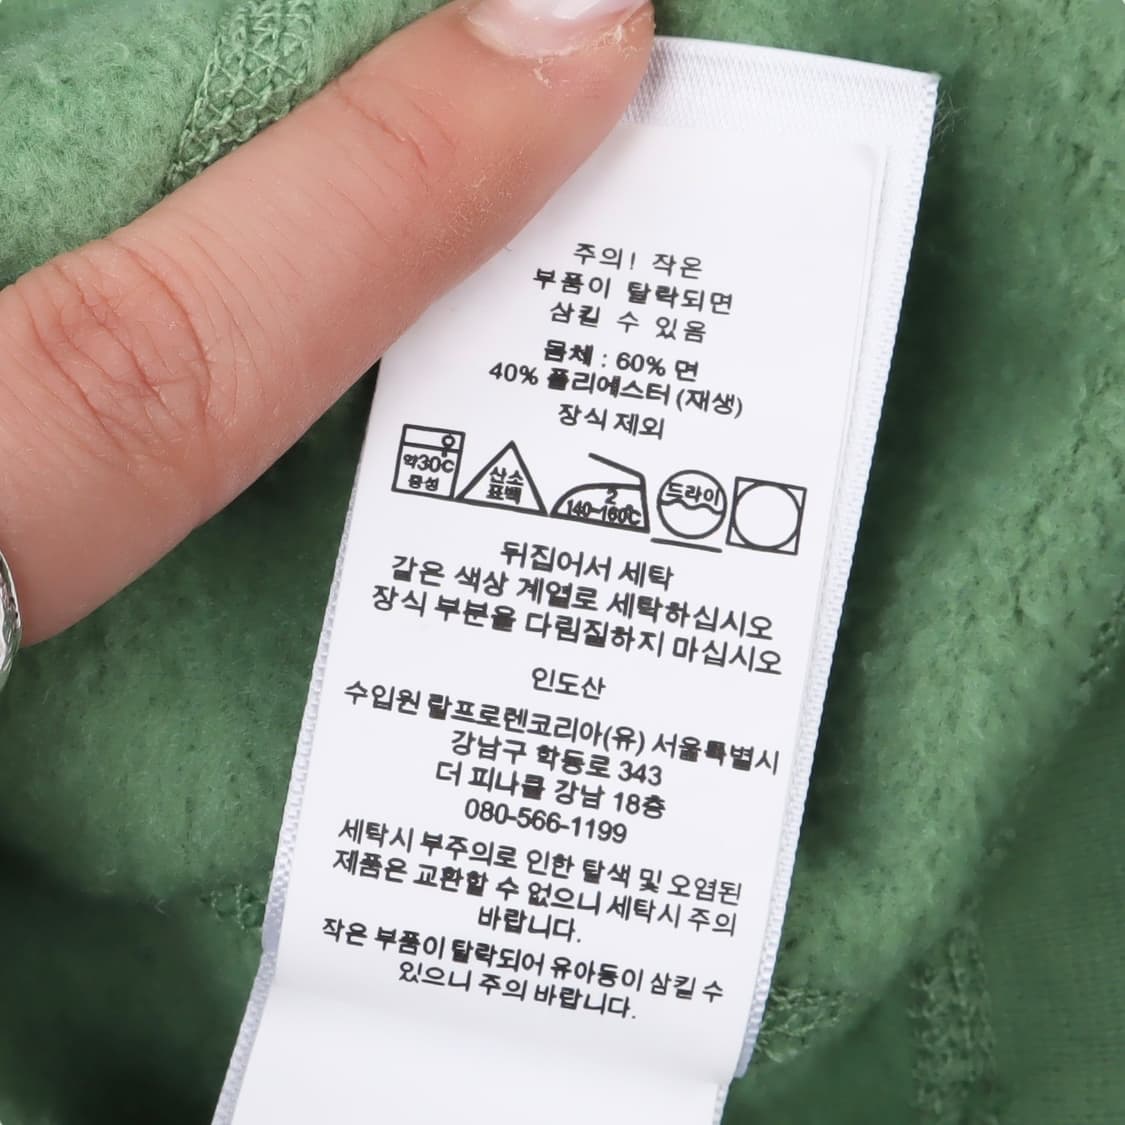 주의! 작은
부품이 탈락되면
삼킬 수 있음
몸체 : 60% 면
40% 폴리에스터 (재생)
장식 제외
약30℃
중성
산소
표백
2
140~160℃
드라이
뒤집어서 세탁
같은 색상 계열로 세탁하십시오
장식 부분을 다림질하지 마십시오
인도산
수입원 랄프로렌코리아(유) 서울특별시
강남구 학동로 343
더 피나클 강남 18층
080-566-1199
세탁시 부주의로 인한 탈색 및 오염된
제품은 교환할 수 없으니 세탁시 주의
바랍니다.
작은 부품이 탈락되어 유아등이 삼킬 수
있으니 주의 바랍니다.